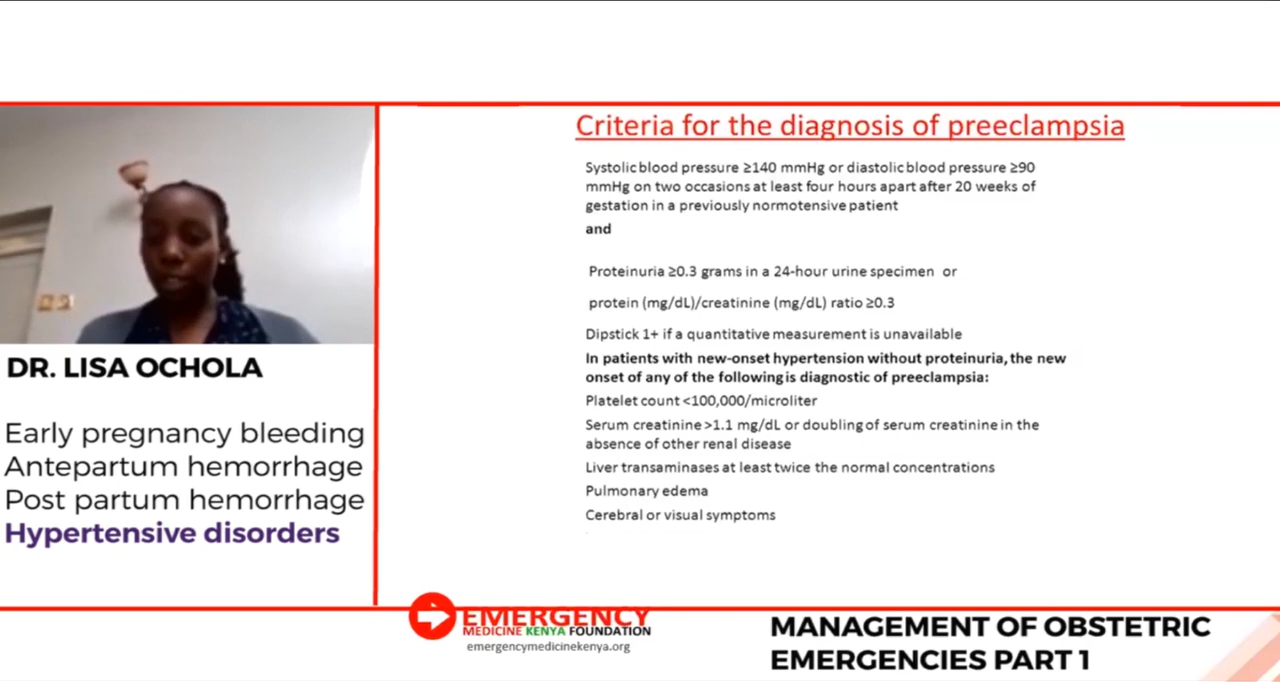 Criteria for the diagnosis of preeclampsia
Systolic blood pressure ≥140 mmHg or diastolic blood pressure ≥90
mmHg on two occasions at least four hours apart after 20 weeks of
gestation in a previously normotensive patient
and
Proteinuria ≥0.3 grams in a 24-hour urine specimen or
protein (mg/dL)/creatinine (mg/dL) ratio ≥0.3
Dipstick 1+ if a quantitative measurement is unavailable
In patients with new-onset hypertension without proteinuria, the new
onset of any of the following is diagnostic of preeclampsia:
Platelet count <100,000/microliter
Serum creatinine >1.1 mg/dL or doubling of serum creatinine in the
absence of other renal disease
Liver transaminases at least twice the normal concentrations
Pulmonary edema
Cerebral or visual symptoms
DR. LISA OCHOLA
Early pregnancy bleeding
Antepartum hemorrhage
Post partum hemorrhage
Hypertensive disorders
EMERGENCY
MEDICINE KENYA FOUNDATION
emergencymedicinekenya.org
MANAGEMENT OF OBSTETRIC
EMERGENCIES PART 1